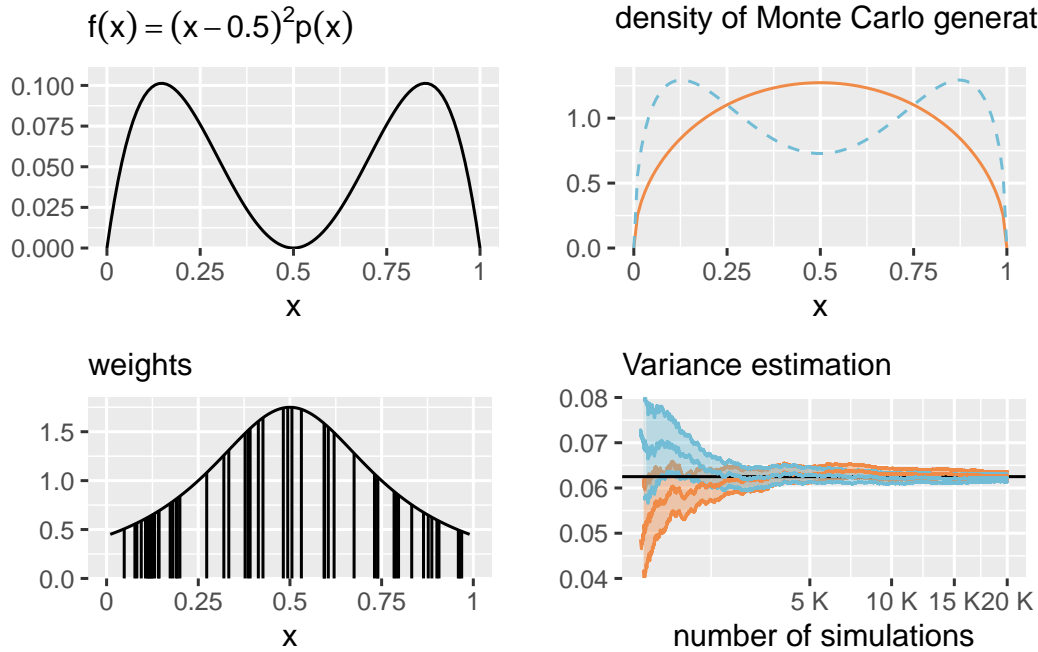 f(x) = (x − 0.5)²p(x)
0.100
0.075
0.050
0.025
0.000
0 0.25 0.5 0.75 1
x
density of Monte Carlo generat
1.0
0.5
0.0
0 0.25 0.5 0.75 1
x
weights
1.5
1.0
0.5
0.0
0 0.25 0.5 0.75 1
x
Variance estimation
0.08
0.07
0.06
0.05
0.04
5 K 10 K 15 K 20 K
number of simulations